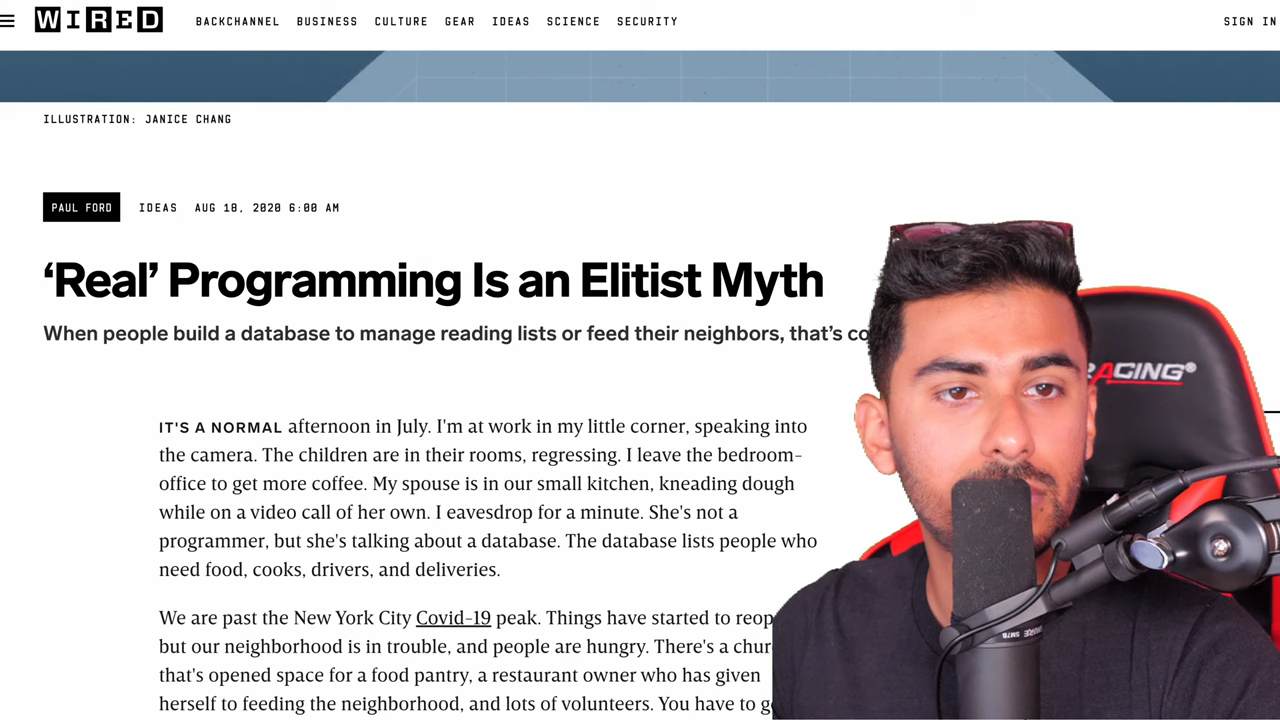 WIRED
BACKCHANNEL BUSINESS CULTURE GEAR IDEAS SCIENCE SECURITY
SIGN IN
ILLUSTRATION: JANICE CHANG
PAUL FORD IDEAS AUG 18, 2020 6:00 AM
‘Real’ Programming Is an Elitist Myth
When people build a database to manage reading lists or feed their neighbors, that’s co
IT'S A NORMAL afternoon in July. I'm at work in my little corner, speaking into
the camera. The children are in their rooms, regressing. I leave the bedroom-
office to get more coffee. My spouse is in our small kitchen, kneading dough
while on a video call of her own. I eavesdrop for a minute. She's not a
programmer, but she's talking about a database. The database lists people who
need food, cooks, drivers, and deliveries.
We are past the New York City Covid-19 peak. Things have started to reop
but our neighborhood is in trouble, and people are hungry. There's a chur
that's opened space for a food pantry, a restaurant owner who has given
herself to feeding the neighborhood, and lots of volunteers. You have to g
RACING®
SM7B